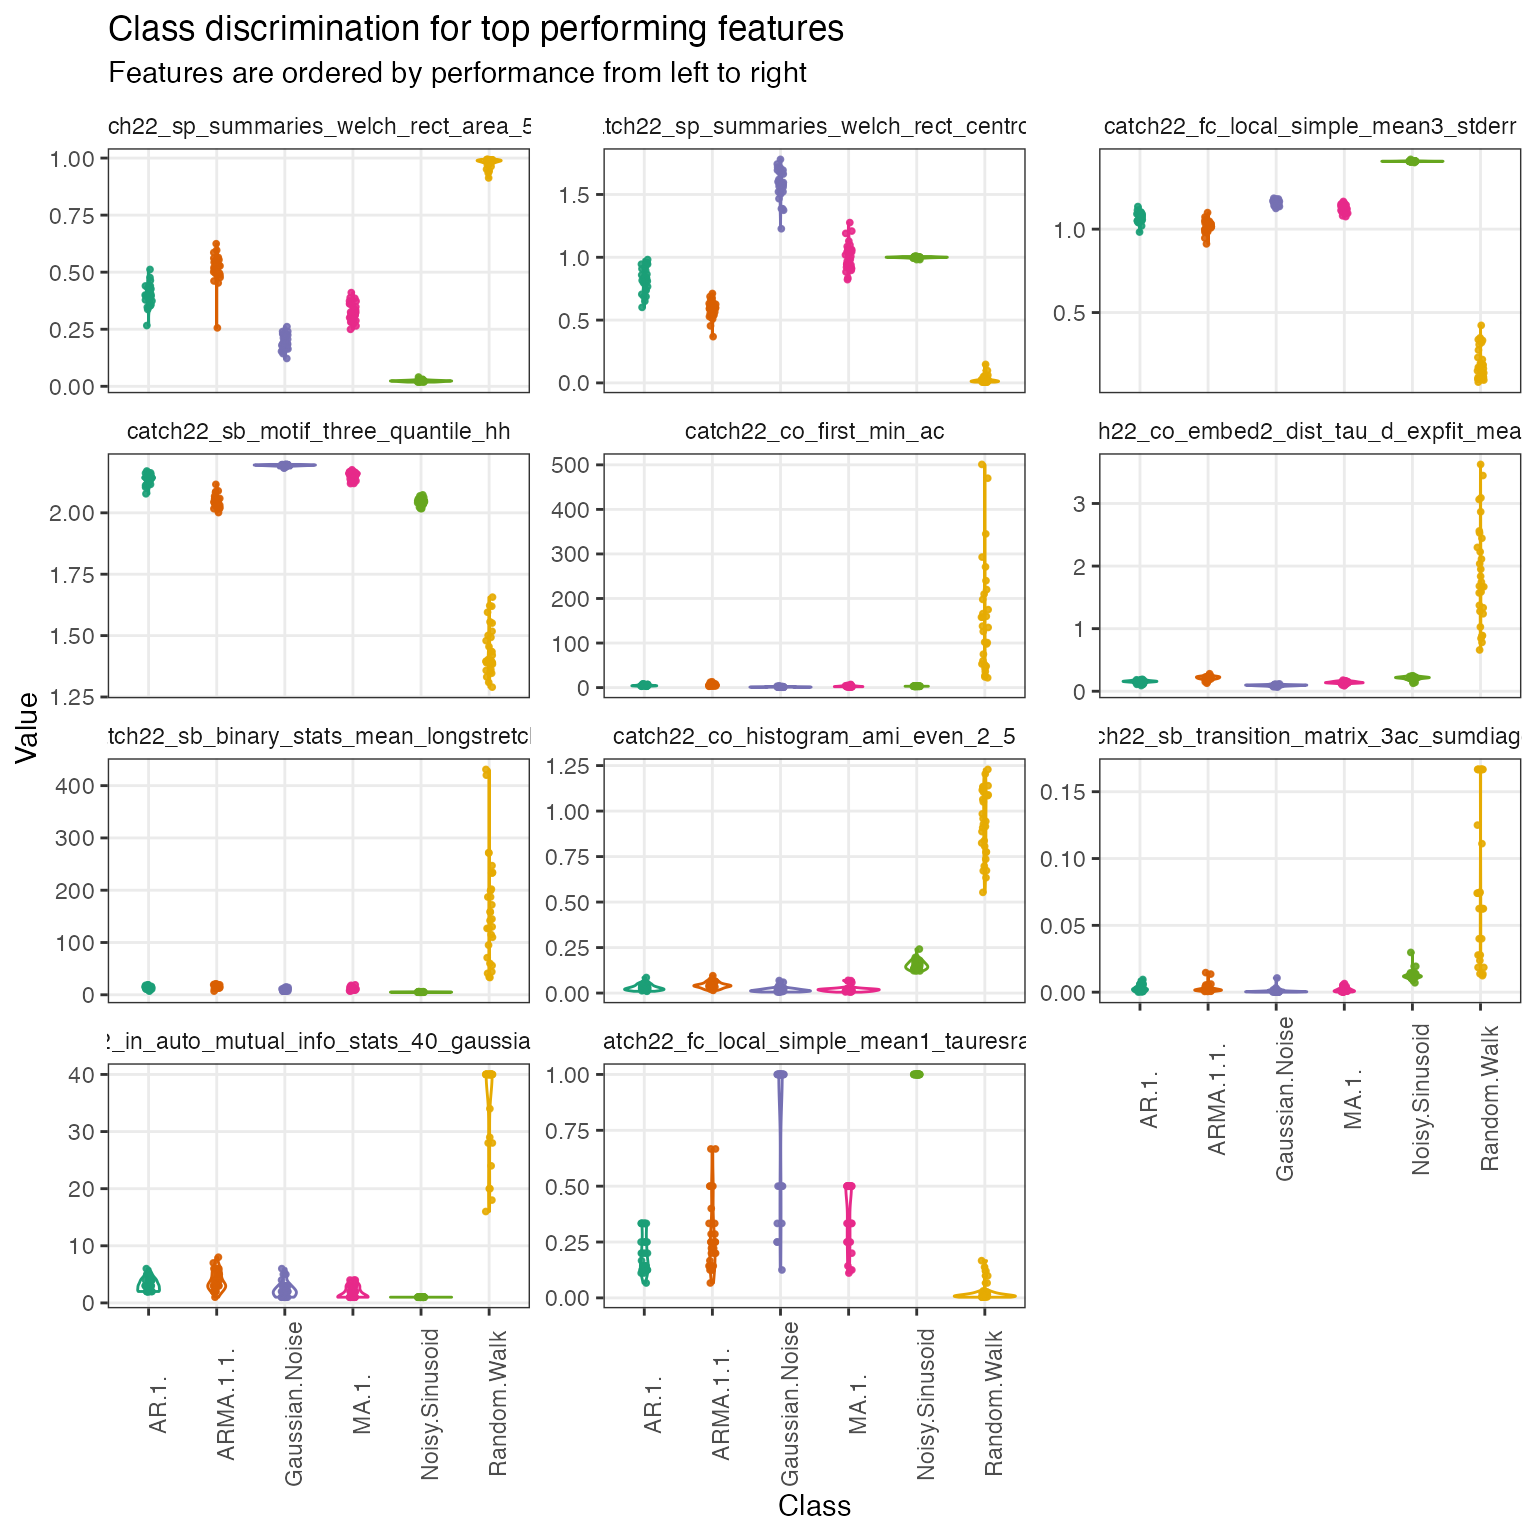 Class discrimination for top performing features
Features are ordered by performance from left to right
ch22_sp_summaries_welch_rect_area_5
tch22_sp_summaries_welch_rect_centro
catch22_fc_local_simple_mean3_stderr
1.00
0.75
0.50
0.25
0.00
1.5
1.0
0.5
0.0
1.0
0.5
catch22_sb_motif_three_quantile_hh
catch22_co_first_min_ac
h22_co_embed2_dist_tau_d_expfit_mea
2.00
1.75
1.50
1.25
500
400
300
200
100
0
3
2
1
0
Value
tch22_sb_binary_stats_mean_longstretc
catch22_co_histogram_ami_even_2_5
ch22_sb_transition_matrix_3ac_sumdiag
400
300
200
100
0
1.25
1.00
0.75
0.50
0.25
0.00
0.15
0.10
0.05
0.00
AR.1.
ARMA.1.1.
Gaussian.Noise
MA.1.
Noisy.Sinusoid
Random.Walk
2_in_auto_mutual_info_stats_40_gaussia
atch22_fc_local_simple_mean1_tauresra
40
30
20
10
0
1.00
0.75
0.50
0.25
0.00
AR.1.
ARMA.1.1.
Gaussian.Noise
MA.1.
Noisy.Sinusoid
Random.Walk
AR.1.
ARMA.1.1.
Gaussian.Noise
MA.1.
Noisy.Sinusoid
Random.Walk
Class